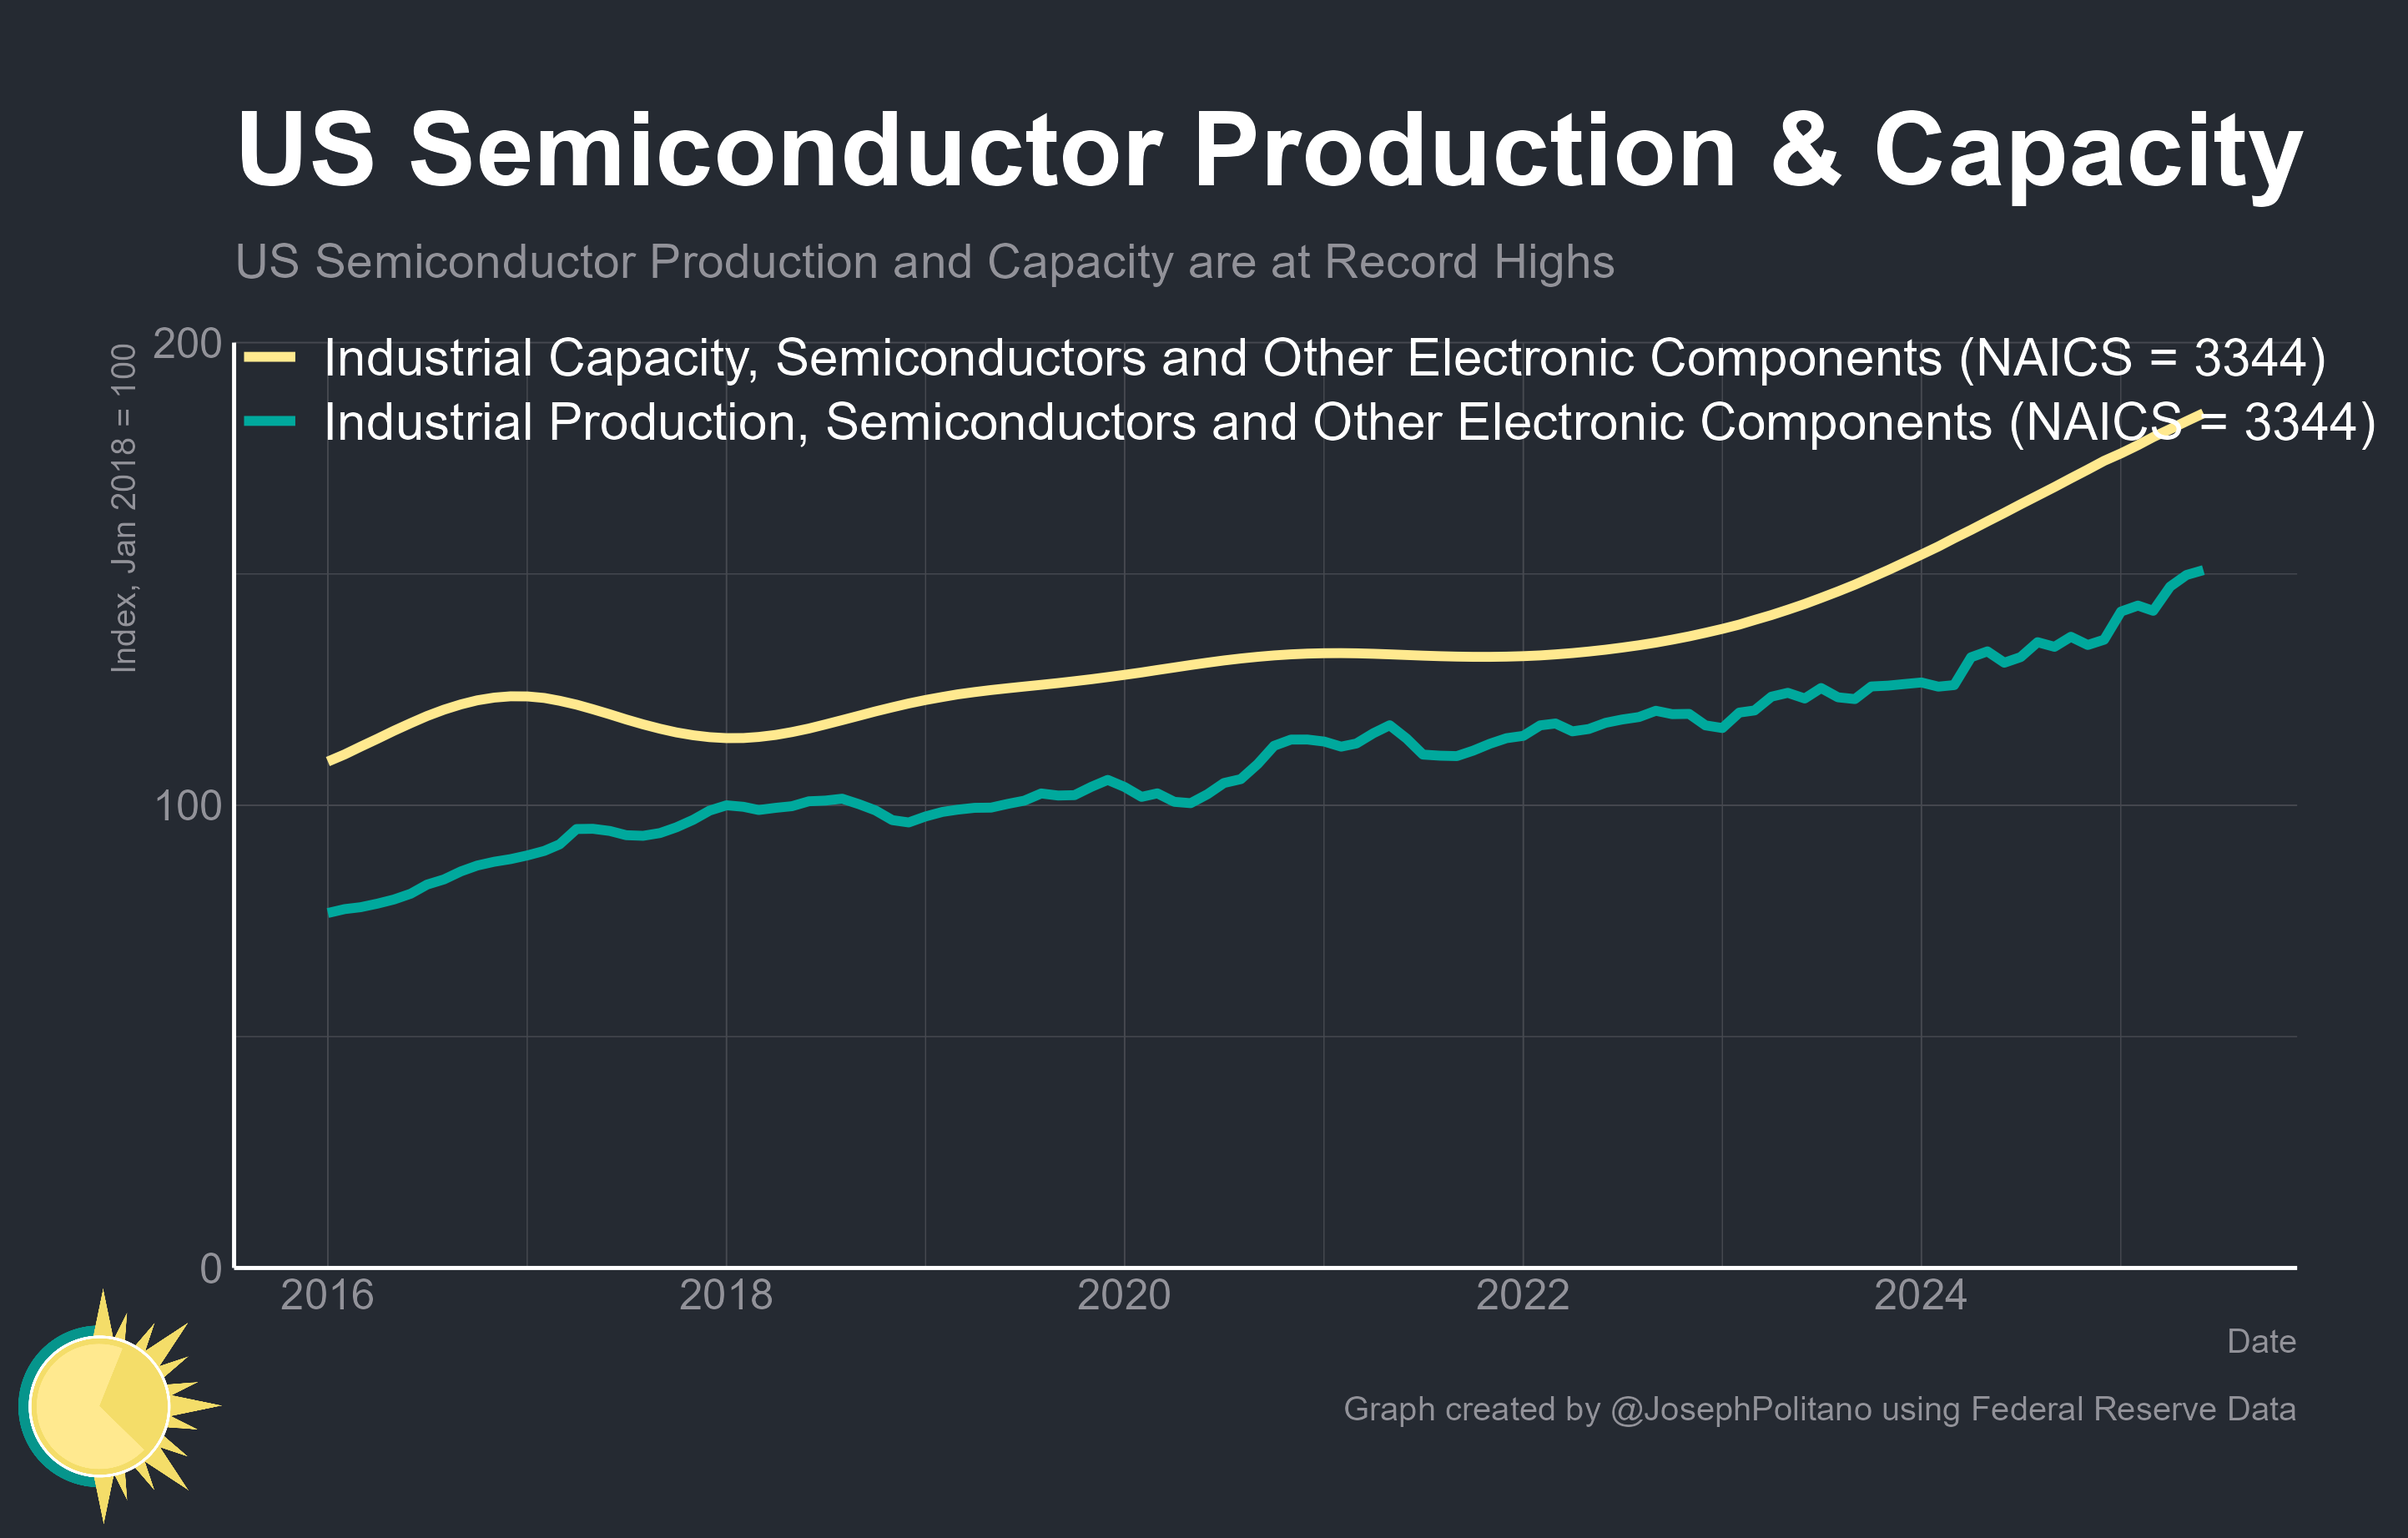 US Semiconductor Production & Capacity
US Semiconductor Production and Capacity are at Record Highs
Index, Jan 2018 = 100
200
Industrial Capacity, Semiconductors and Other Electronic Components (NAICS = 3344)
Industrial Production, Semiconductors and Other Electronic Components (NAICS = 3344)
100
0
2016 2018 2020 2022 2024
Date
Graph created by @JosephPolitano using Federal Reserve Data